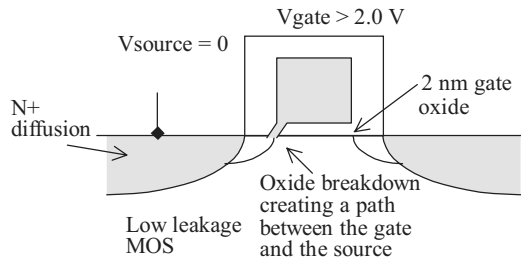 Vgate > 2.0 V
Vsource = 0
2 nm gate
oxide
N+
diffusion
Oxide breakdown
creating a path
between the gate
and the source
Low leakage
MOS